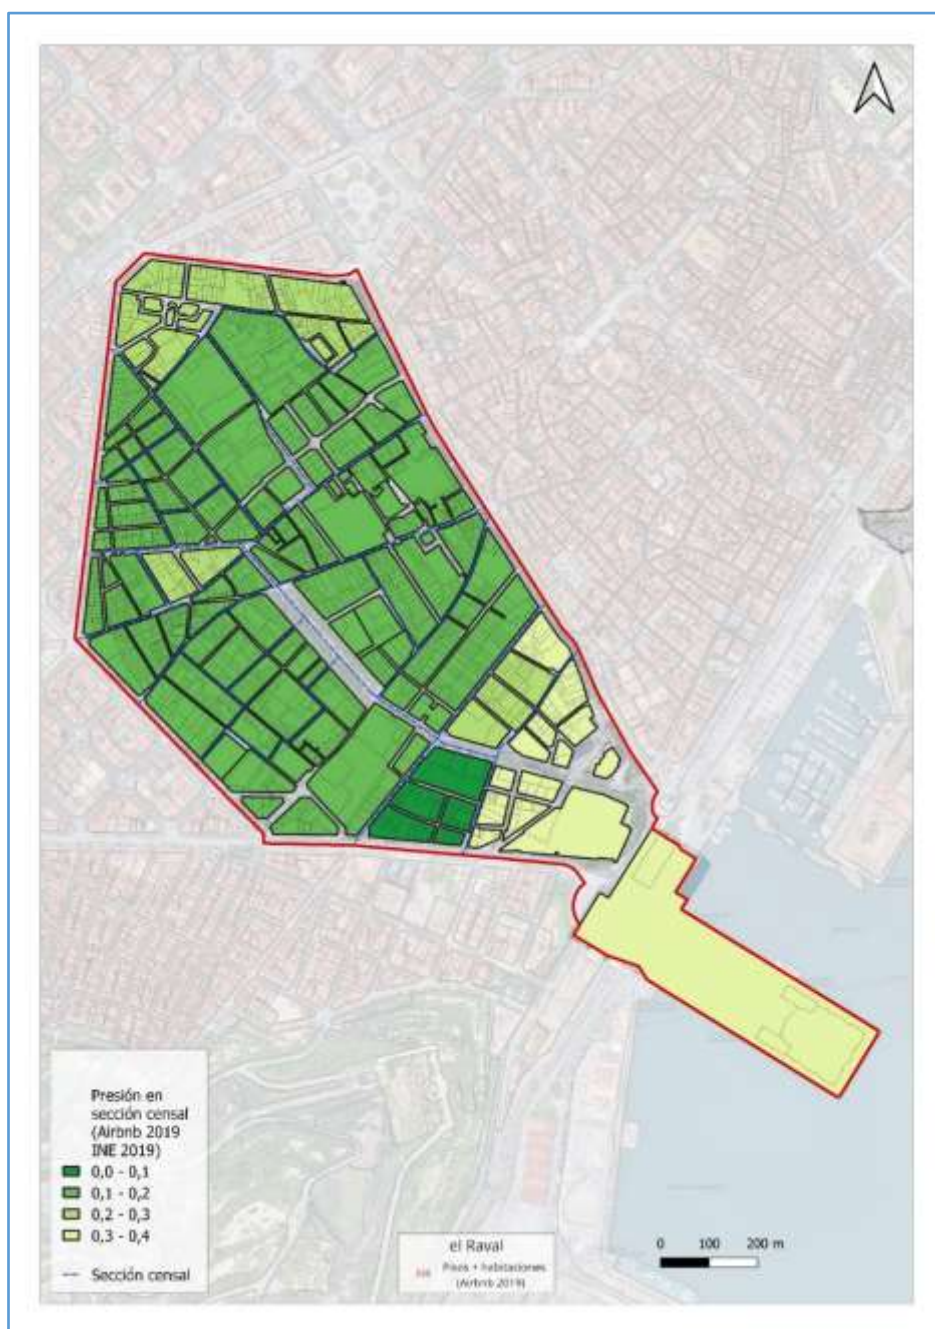 Presión en
sección censal
(Airbnb 2019
INE 2019)
0,0 - 0,1
0,1 - 0,2
0,2 - 0,3
0,3 - 0,4
Sección censal
el Raval
Pisos + habitaciones
(Airbnb 2019)
0 100 200 m